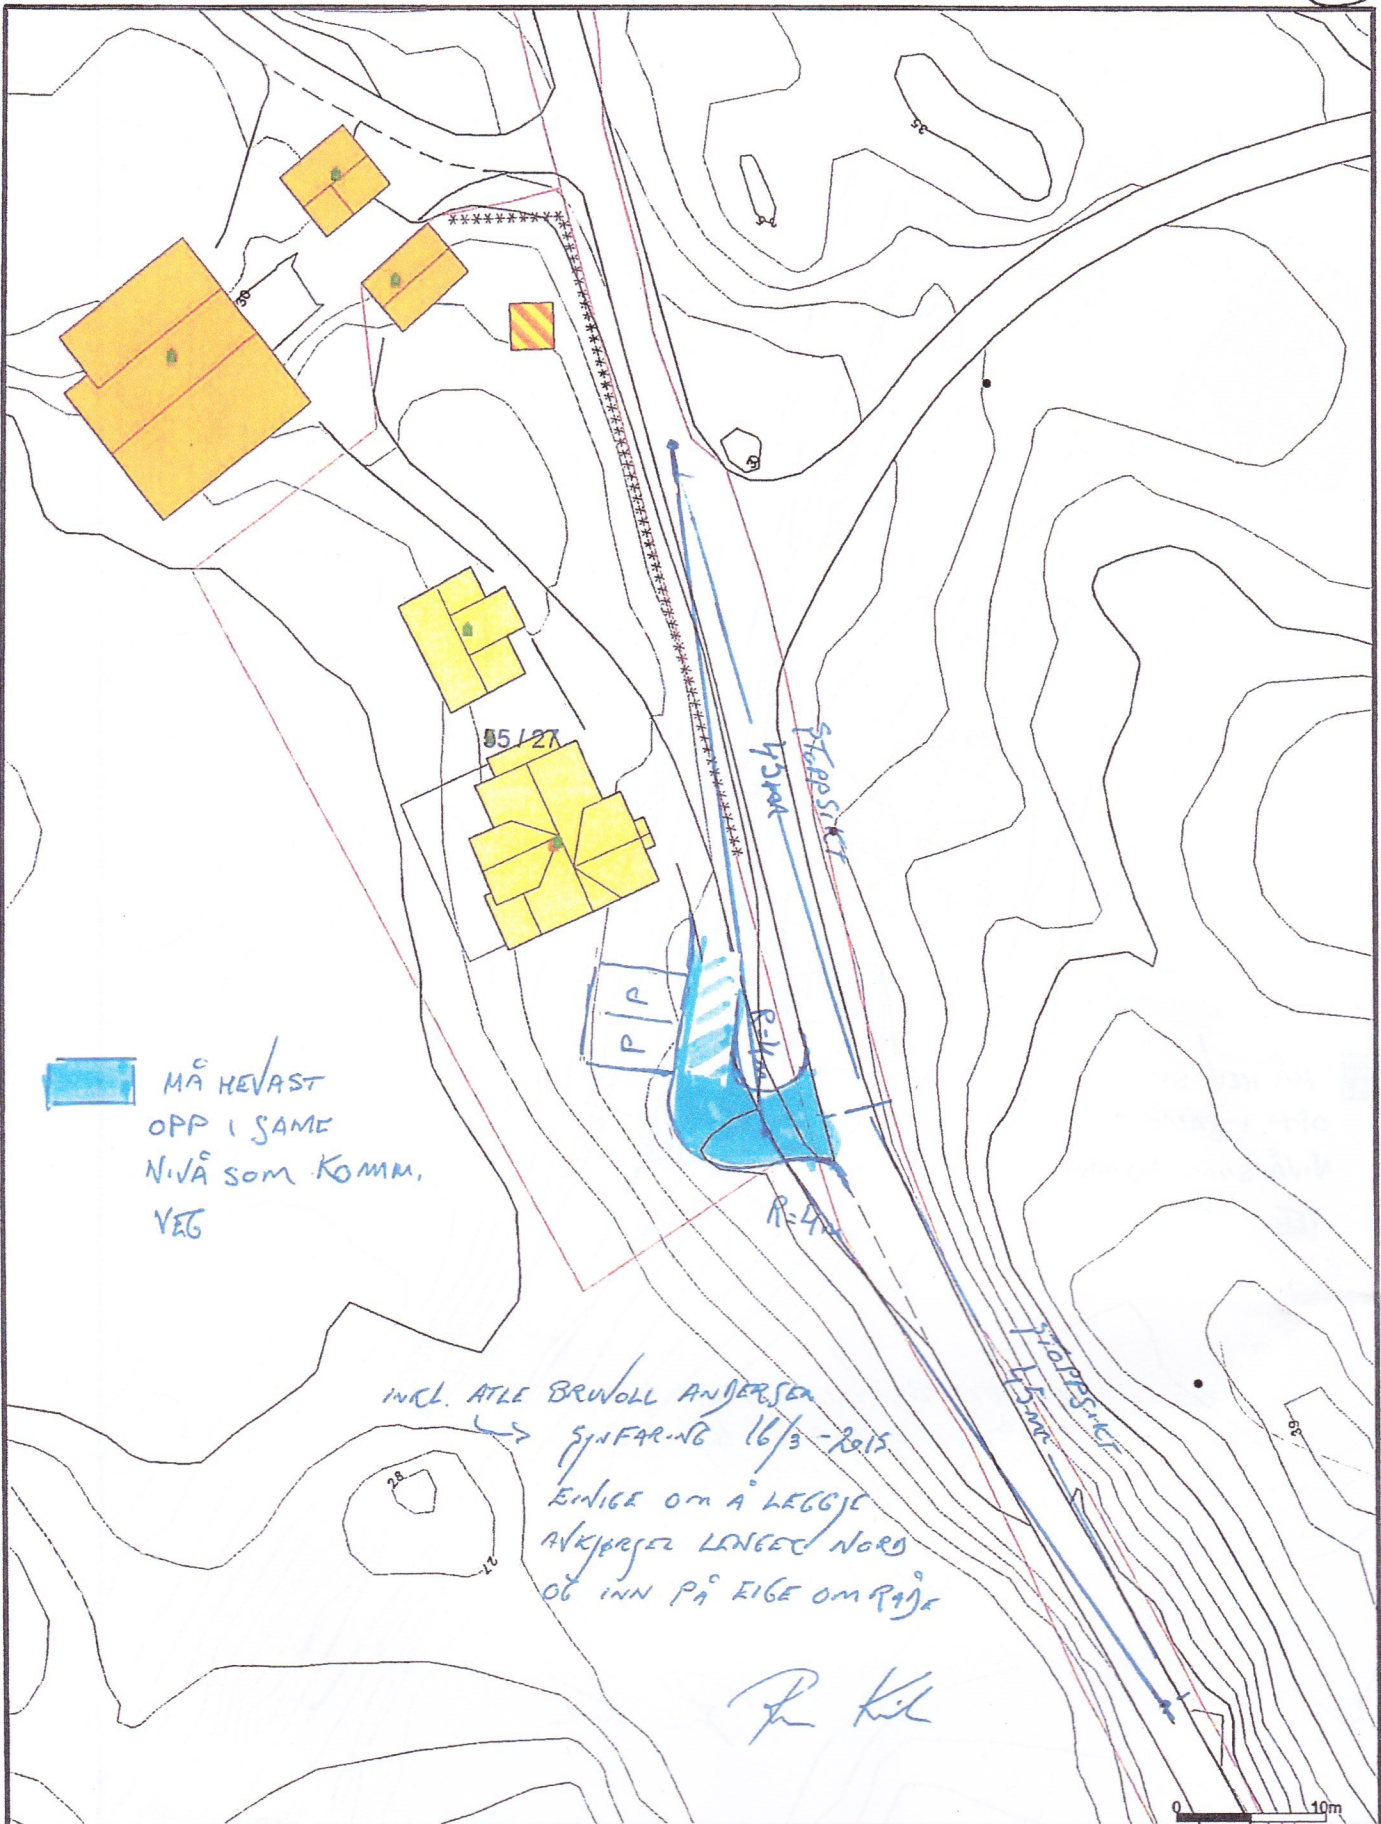 35
30
55/27
STOPPSIKT
45m
P P
R=4m
MÅ HEVAST
OPP I SAME
NIVÅ SOM KOMM.
VEG
R=4m
STOPPSIKT
45m
39
INKL. ATLE BRUVOLL ANDERSEN
SYNFARING 16/3-2015
EINIGE OM Å LEGGJE
AVKJØRSEL LENGER NORD
OG INN PÅ EIGE OMRÅDE
28
27
0 10m